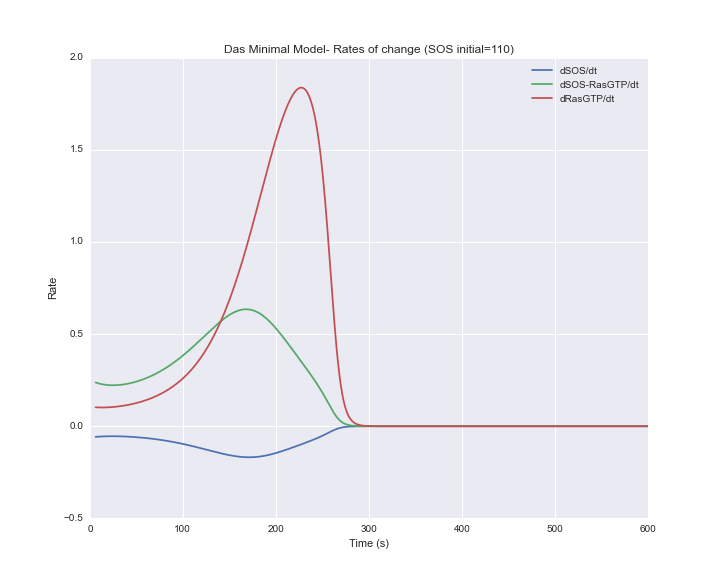 Das Minimal Model- Rates of change (SOS initial=110)
2.0
1.5
1.0
0.5
0.0
−0.5
Rate
dSOS/dt
dSOS-RasGTP/dt
dRasGTP/dt
0 100 200 300 400 500 600
Time (s)